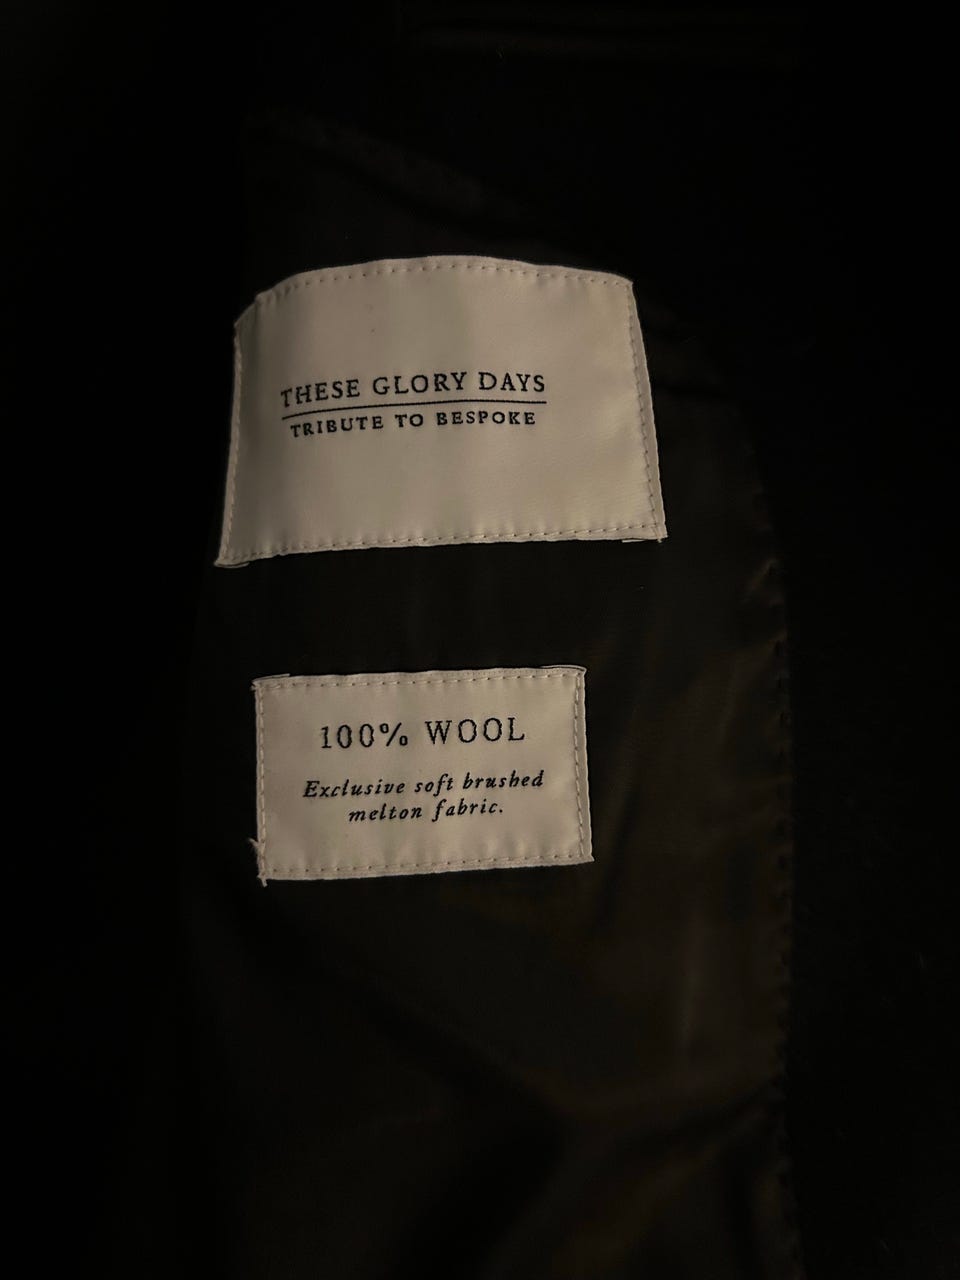 THESE GLORY DAYS
TRIBUTE TO BESPOKE
100% WOOL
Exclusive soft brushed
melton fabric.